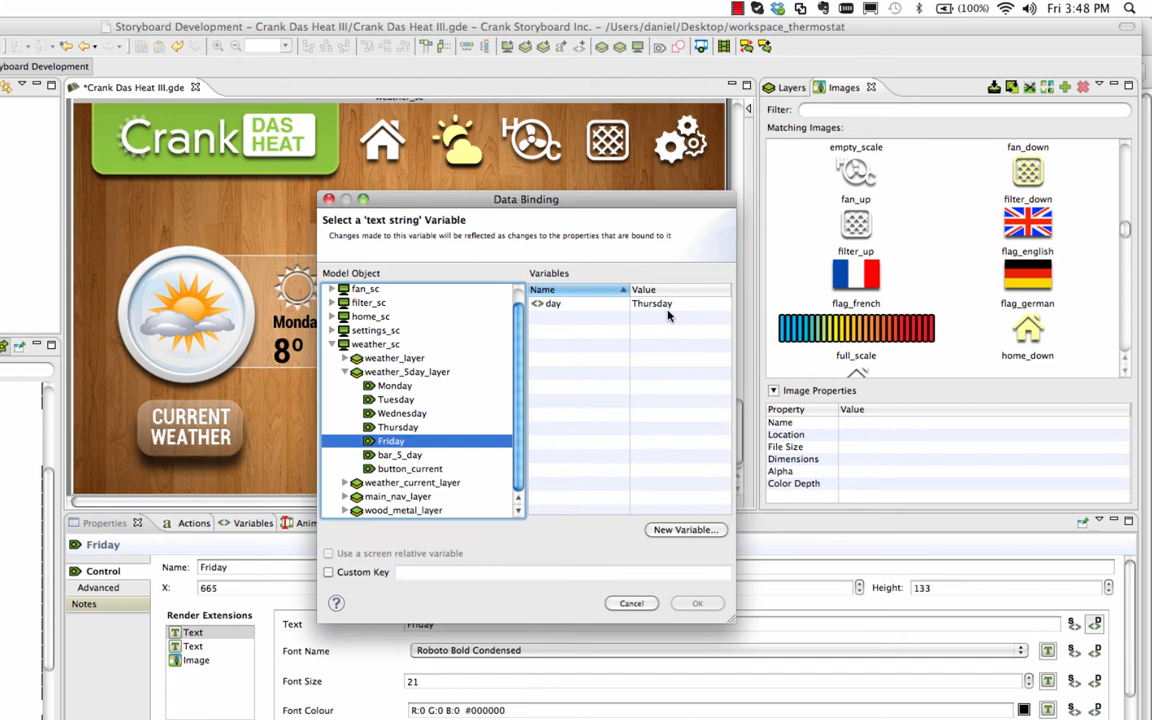 (100%)
Fri 3:48 PM
Storyboard Development - Crank Das Heat III/Crank Das Heat III.gde - Crank Storyboard Inc. - /Users/daniel/Desktop/workspace_thermostat
yboard Development
*Crank Das Heat III.gde
Layers
Images
weather_sc
Filter:
Matching Images:
Crank
DAS
HEAT
empty_scale
fan_down
fan_up
filter_down
filter_up
flag_english
flag_french
flag_german
full_scale
home_down
Data Binding
Select a 'text string' Variable
Changes made to this variable will be reflected as changes to the properties that are bound to it
Model Object
Variables
fan_sc
filter_sc
home_sc
settings_sc
weather_sc
weather_layer
weather_5day_layer
Monday
Tuesday
Wednesday
Thursday
Friday
bar_5_day
button_current
weather_current_layer
main_nav_layer
wood_metal_layer
Name
Value
<> day
Thursday
New Variable...
Use a screen relative variable
Custom Key
?
Cancel
OK
Monda
8°
CURRENT
WEATHER
Image Properties
Property
Value
Name
Location
File Size
Dimensions
Alpha
Color Depth
Properties
Actions
<> Variables
Anim
Friday
Control
Advanced
Notes
Name:
Friday
X:
665
Height:
133
Render Extensions
Text
Text
Image
Text
Friday
Font Name
Roboto Bold Condensed
Font Size
21
Font Colour
R:0 G:0 B:0 #000000